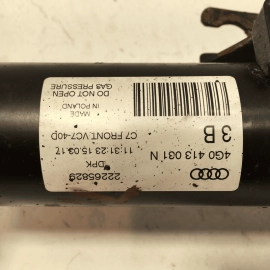 4G0 413 031 N
3 B
C7 FRONT.VC7-40D
11:31:23 15.03.17
DPK
22265829
MADE
IN POLAND
DO NOT OPEN
GAS PRESSURE